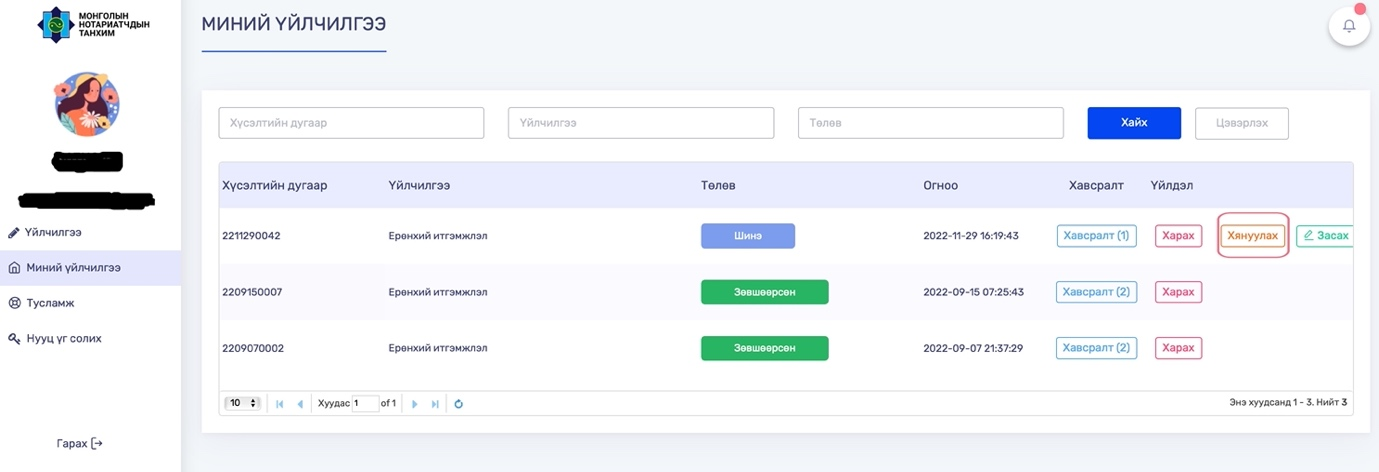 МОНГОЛЫН
НОТАРИАТЧДЫН
ТАНХИМ
Үйлчилгээ
Миний үйлчилгээ
Тусламж
Нууц үг солих
Гарах
МИНИЙ ҮЙЛЧИЛГЭЭ
Хүсэлтийн дугаар Үйлчилгээ Төлөв Хайх Цэвэрлэх
Хүсэлтийн дугаар Үйлчилгээ Төлөв Огноо Хавсралт Үйлдэл
2211290042 Ерөнхий итгэмжлэл Шинэ 2022-11-29 16:19:43 Хавсралт (1) Харах Хянуулах Засах
2209150007 Ерөнхий итгэмжлэл Зөвшөөрсөн 2022-09-15 07:25:43 Хавсралт (2) Харах
2209070002 Ерөнхий итгэмжлэл Зөвшөөрсөн 2022-09-07 21:37:29 Хавсралт (2) Харах
10 Хуудас 1 of 1 Энэ хуудсанд 1 - 3. Нийт 3